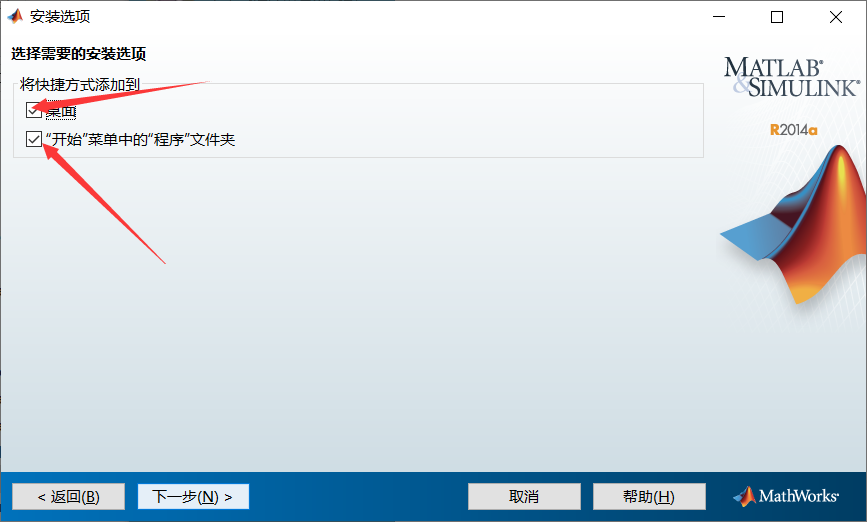 安装选项
选择需要的安装选项
将快捷方式添加到
桌面
“开始”菜单中的“程序”文件夹
MATLAB®
&SIMULINK®
R2014a
< 返回(B)
下一步(N) >
取消
帮助(H)
MathWorks®